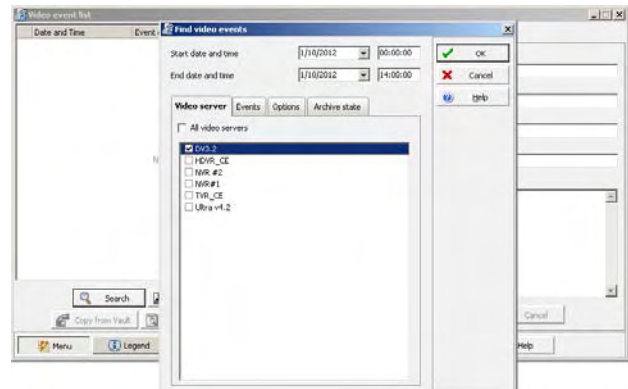 Video event list
Find video events
Date and Time
Start date and time 1/10/2012 00:00:00
End date and time 1/10/2012 14:00:00
OK
Cancel
Help
Video server Events Options Archive state
All video servers
DV3.2
HDVR_CE
NVR #2
NVR#1
TVR_CE
Ultra v4.2
Search
Copy from Vault
Cancel
Menu Legend Help